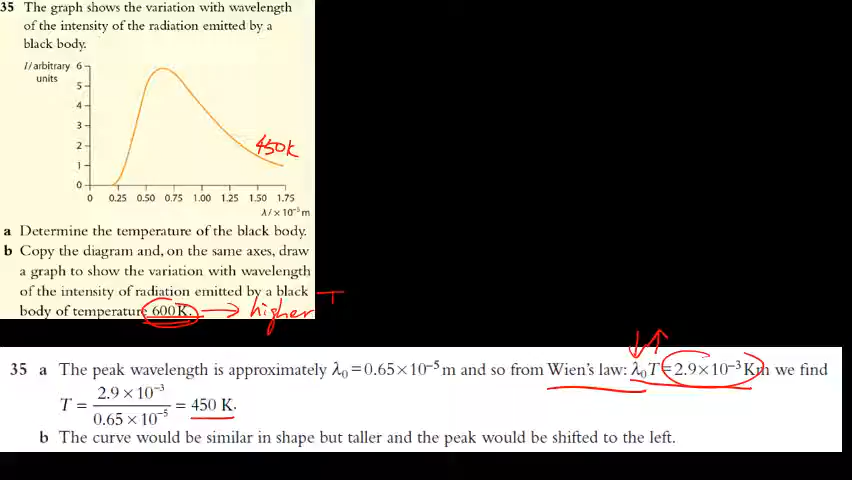 35 The graph shows the variation with wavelength
of the intensity of the radiation emitted by a
black body.
I/arbitrary
units
6
5
4
3
2
1
0
450K
0 0.25 0.50 0.75 1.00 1.25 1.50 1.75
λ/×10⁻⁵m
a Determine the temperature of the black body.
b Copy the diagram and, on the same axes, draw
a graph to show the variation with wavelength
of the intensity of radiation emitted by a black
body of temperature 600K. → higher T
35 a The peak wavelength is approximately λ₀=0.65×10⁻⁵m and so from Wien's law: λ₀T=2.9×10⁻³Km we find
T = 2.9×10⁻³ / 0.65×10⁻⁵ = 450 K.
b The curve would be similar in shape but taller and the peak would be shifted to the left.